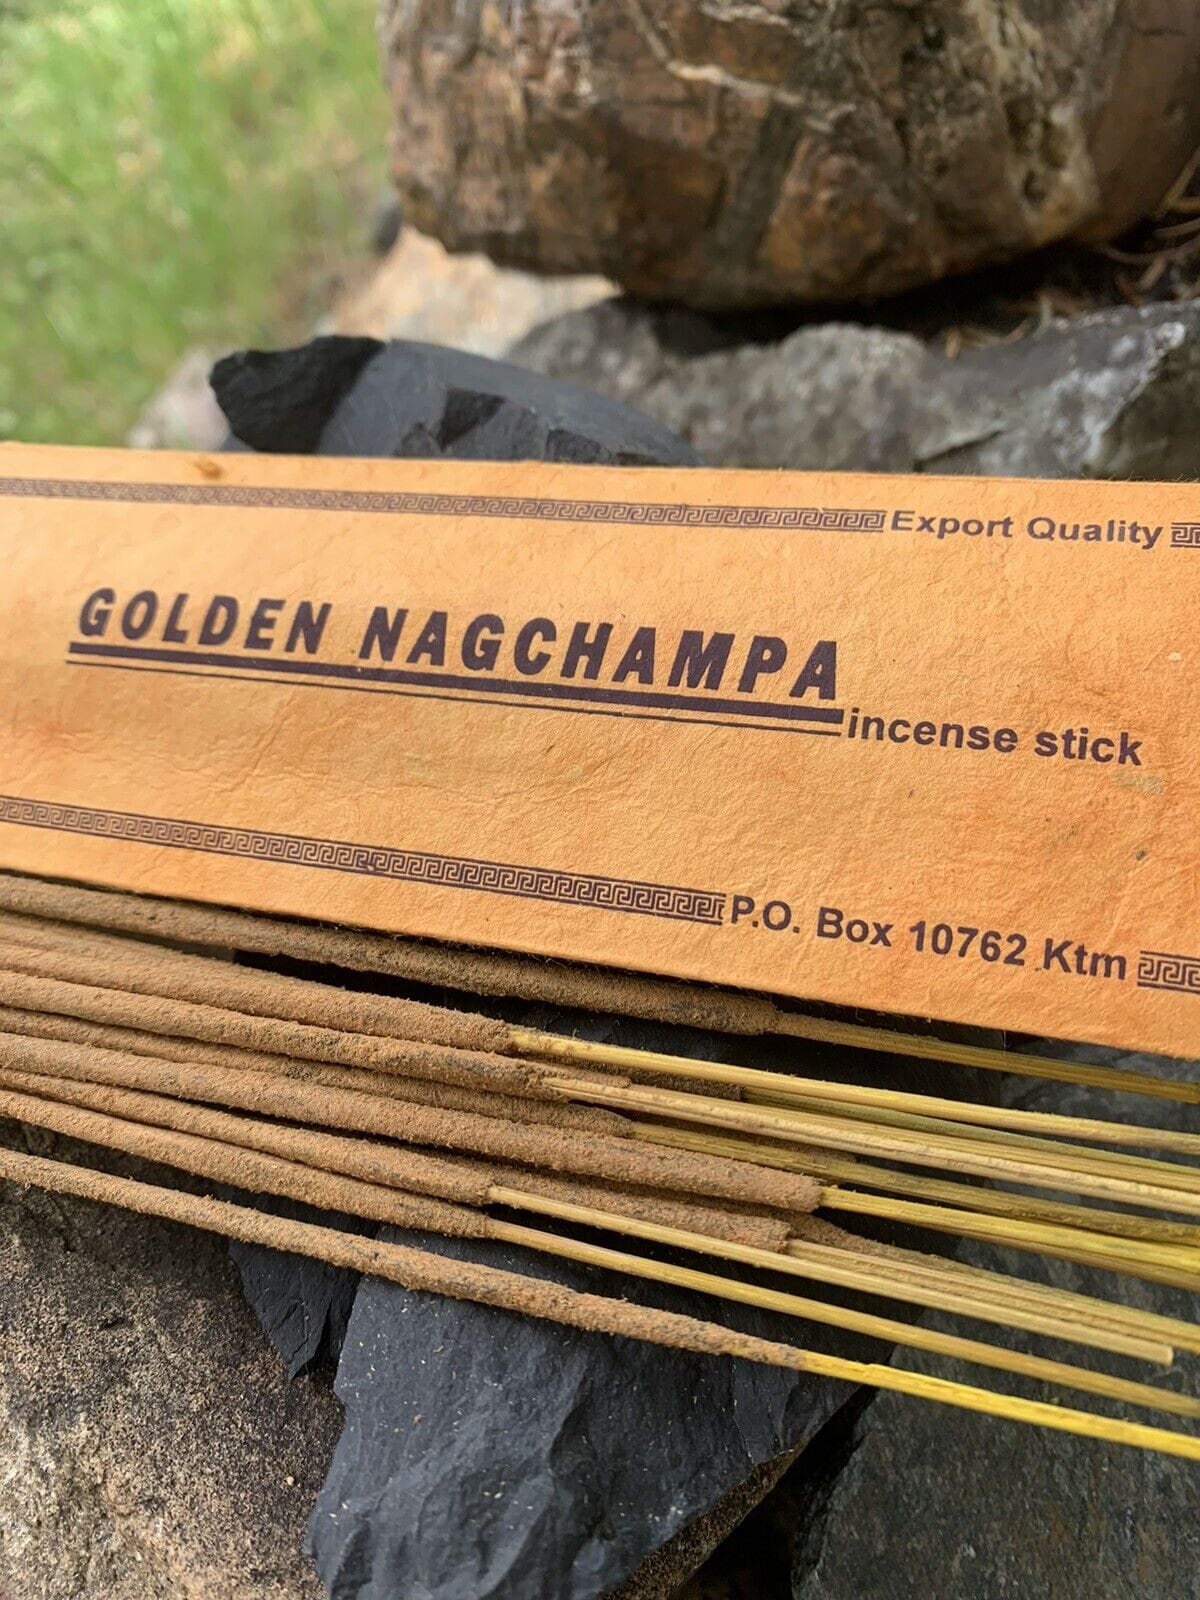 Export Quality
GOLDEN NAGCHAMPA
incense stick
P.O. Box 10762 Ktm